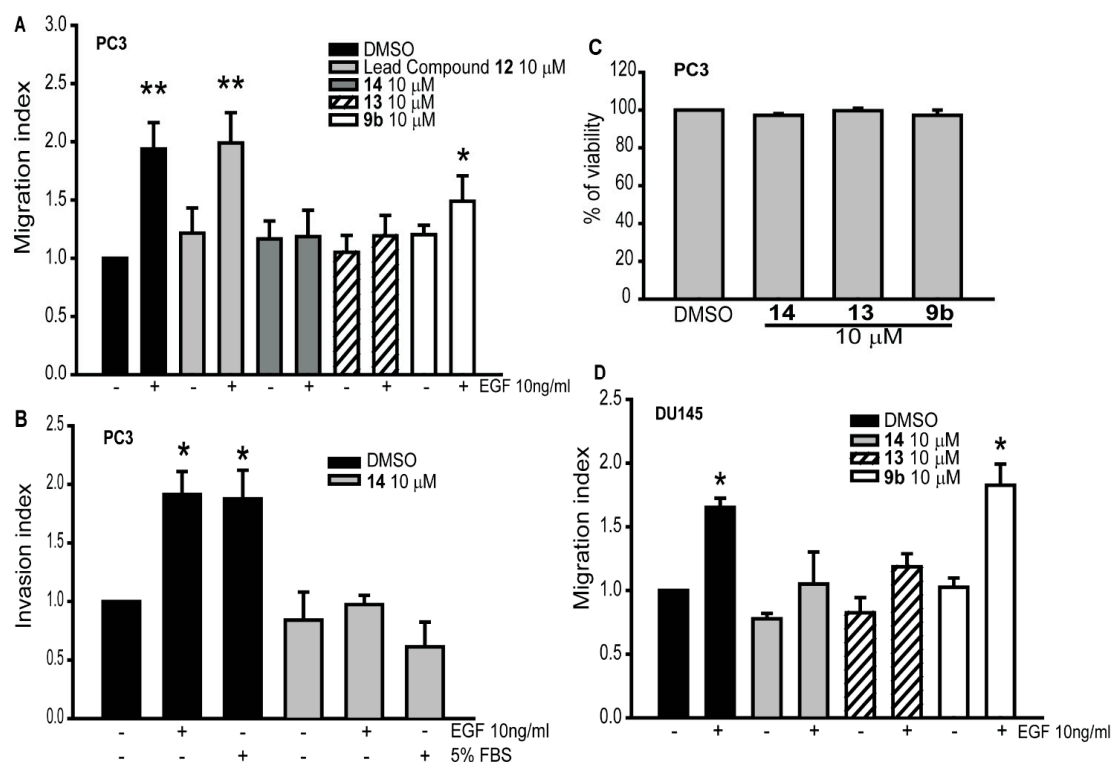 A
PC3
3.0
2.5
2.0
1.5
1.0
0.5
0.0
Migration index
DMSO
Lead Compound 12 10 μM
14 10 μM
13 10 μM
9b 10 μM
** ** *
- + - + - + - + - + EGF 10ng/ml
B
PC3
2.5
2.0
1.5
1.0
0.5
0.0
Invasion index
DMSO
14 10 μM
* *
- + - - + - EGF 10ng/ml
- - + - - + 5% FBS
C
PC3
120
100
80
60
40
20
0
% of viability
DMSO 14 13 9b
10 μM
D
DU145
2.5
2.0
1.5
1.0
0.5
0.0
Migration index
DMSO
14 10 μM
13 10 μM
9b 10 μM
* *
- + - + - + - + EGF 10ng/ml